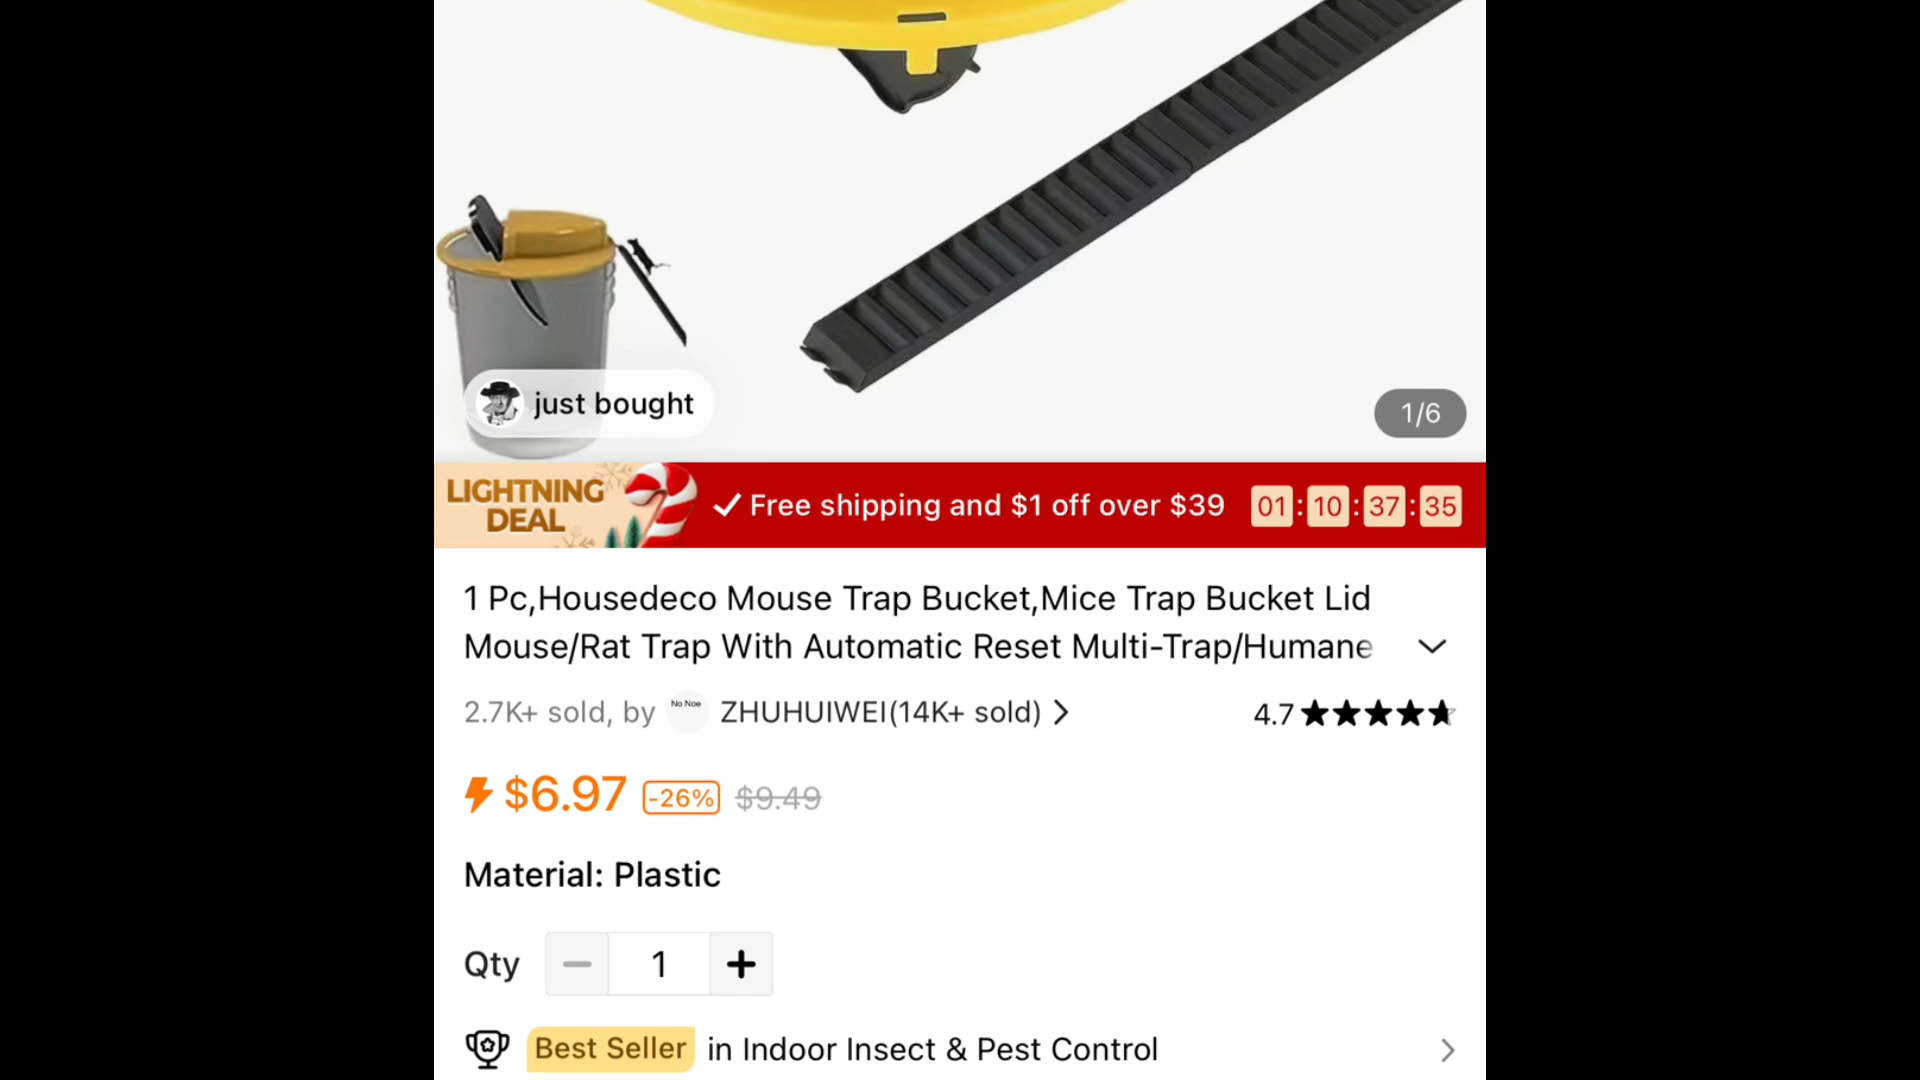 just bought
1/6
LIGHTNING
DEAL
Free shipping and $1 off over $39
01:10:37:35
1 Pc,Housedeco Mouse Trap Bucket,Mice Trap Bucket Lid
Mouse/Rat Trap With Automatic Reset Multi-Trap/Humane
2.7K+ sold, by No Noe ZHUHUIWEI(14K+ sold)
4.7
$6.97 -26% $9.49
Material: Plastic
Qty 1
Best Seller in Indoor Insect & Pest Control